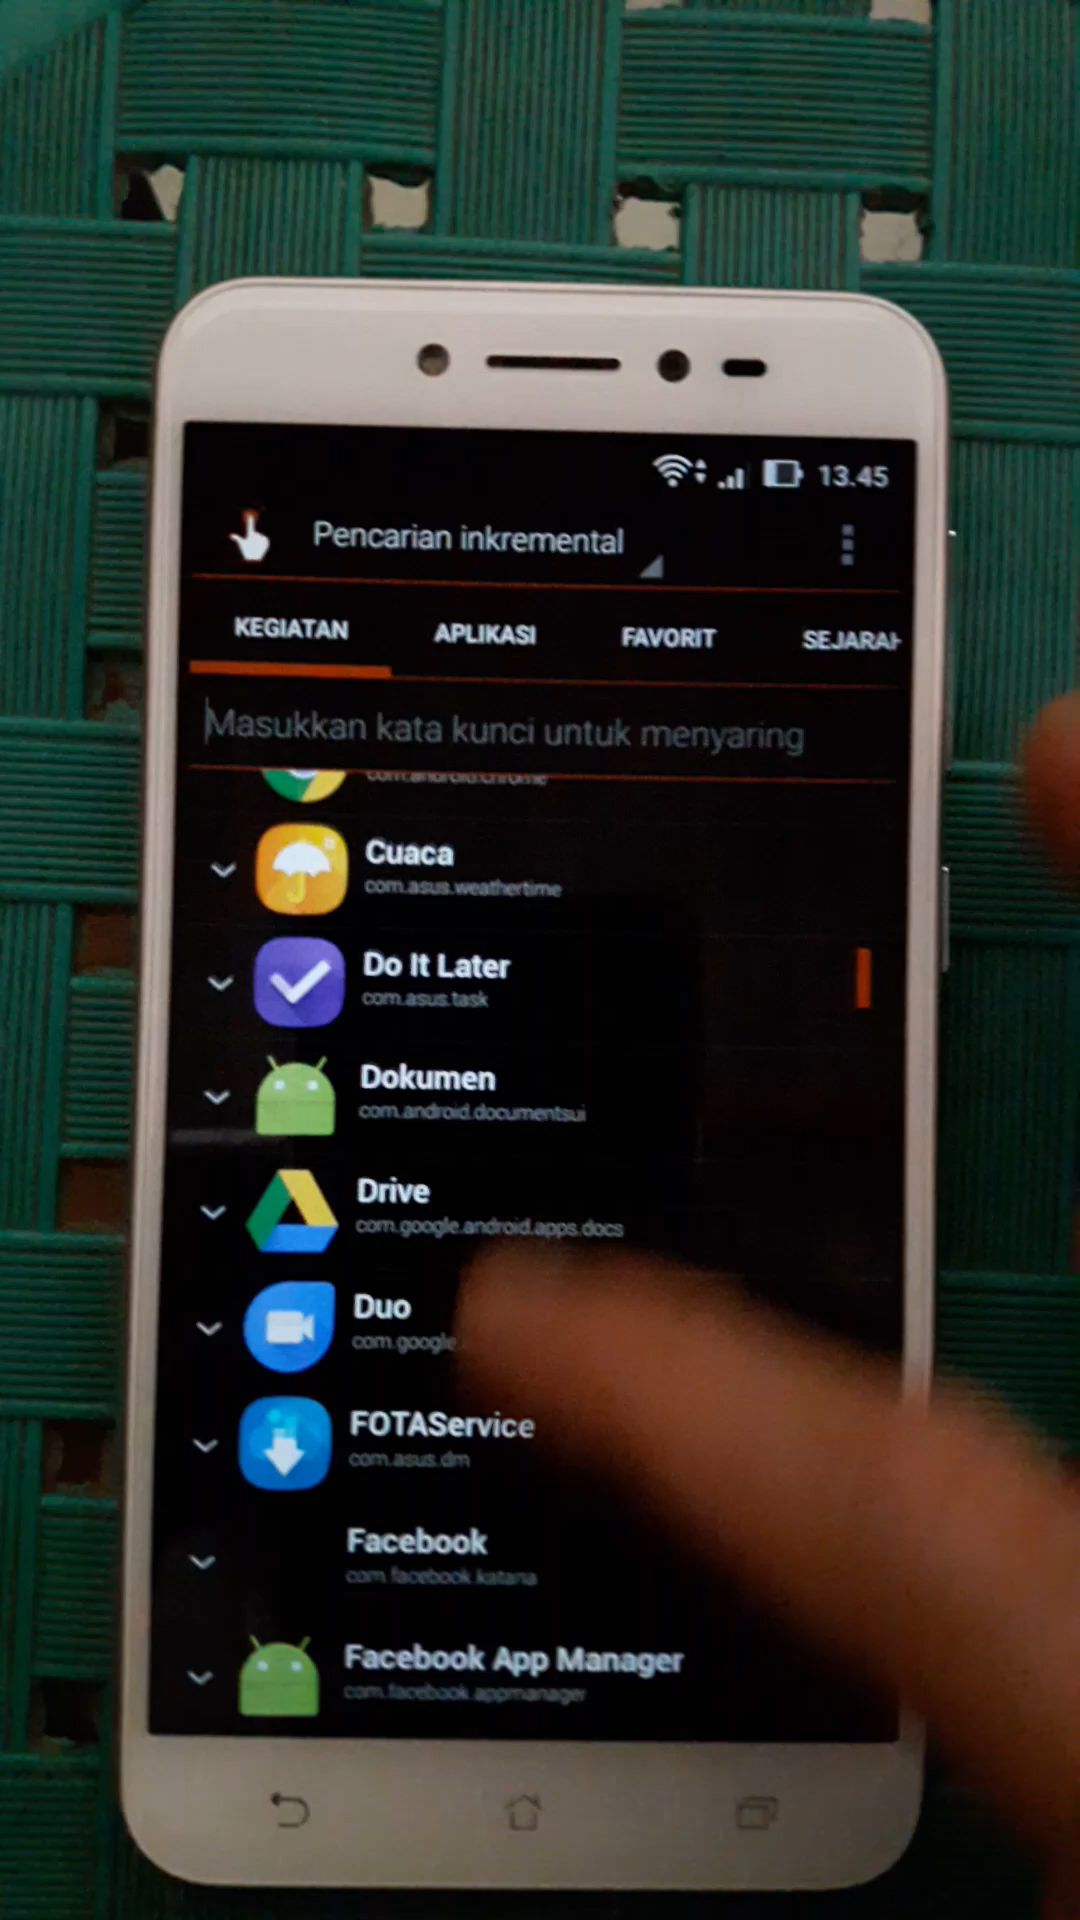 13.45
Pencarian inkremental
KEGIATAN APLIKASI FAVORIT SEJARAH
Masukkan kata kunci untuk menyaring
com.android.chrome
Cuaca
com.asus.weathertime
Do It Later
com.asus.task
Dokumen
com.android.documentsui
Drive
com.google.android.apps.docs
Duo
com.google.
FOTAService
com.asus.dm
Facebook
com.facebook.katana
Facebook App Manager
com.facebook.appmanager